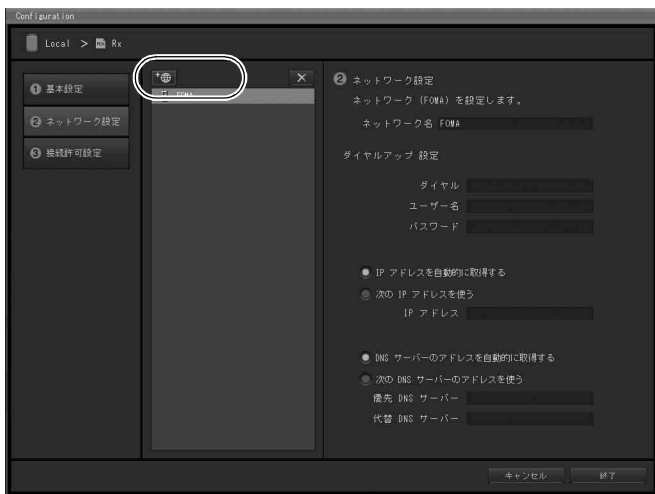 Configuration
Local > Rx
❶ 基本設定
❷ ネットワーク設定
❸ 接続許可設定
FOMA
❷ ネットワーク設定
ネットワーク (FOMA) を設定します。
ネットワーク名 FOMA
ダイヤルアップ 設定
ダイヤル
ユーザー名
パスワード
IP アドレスを自動的に取得する
次の IP アドレスを使う
IP アドレス
DNS サーバーのアドレスを自動的に取得する
次の DNS サーバーのアドレスを使う
優先 DNS サーバー
代替 DNS サーバー
キャンセル 終了